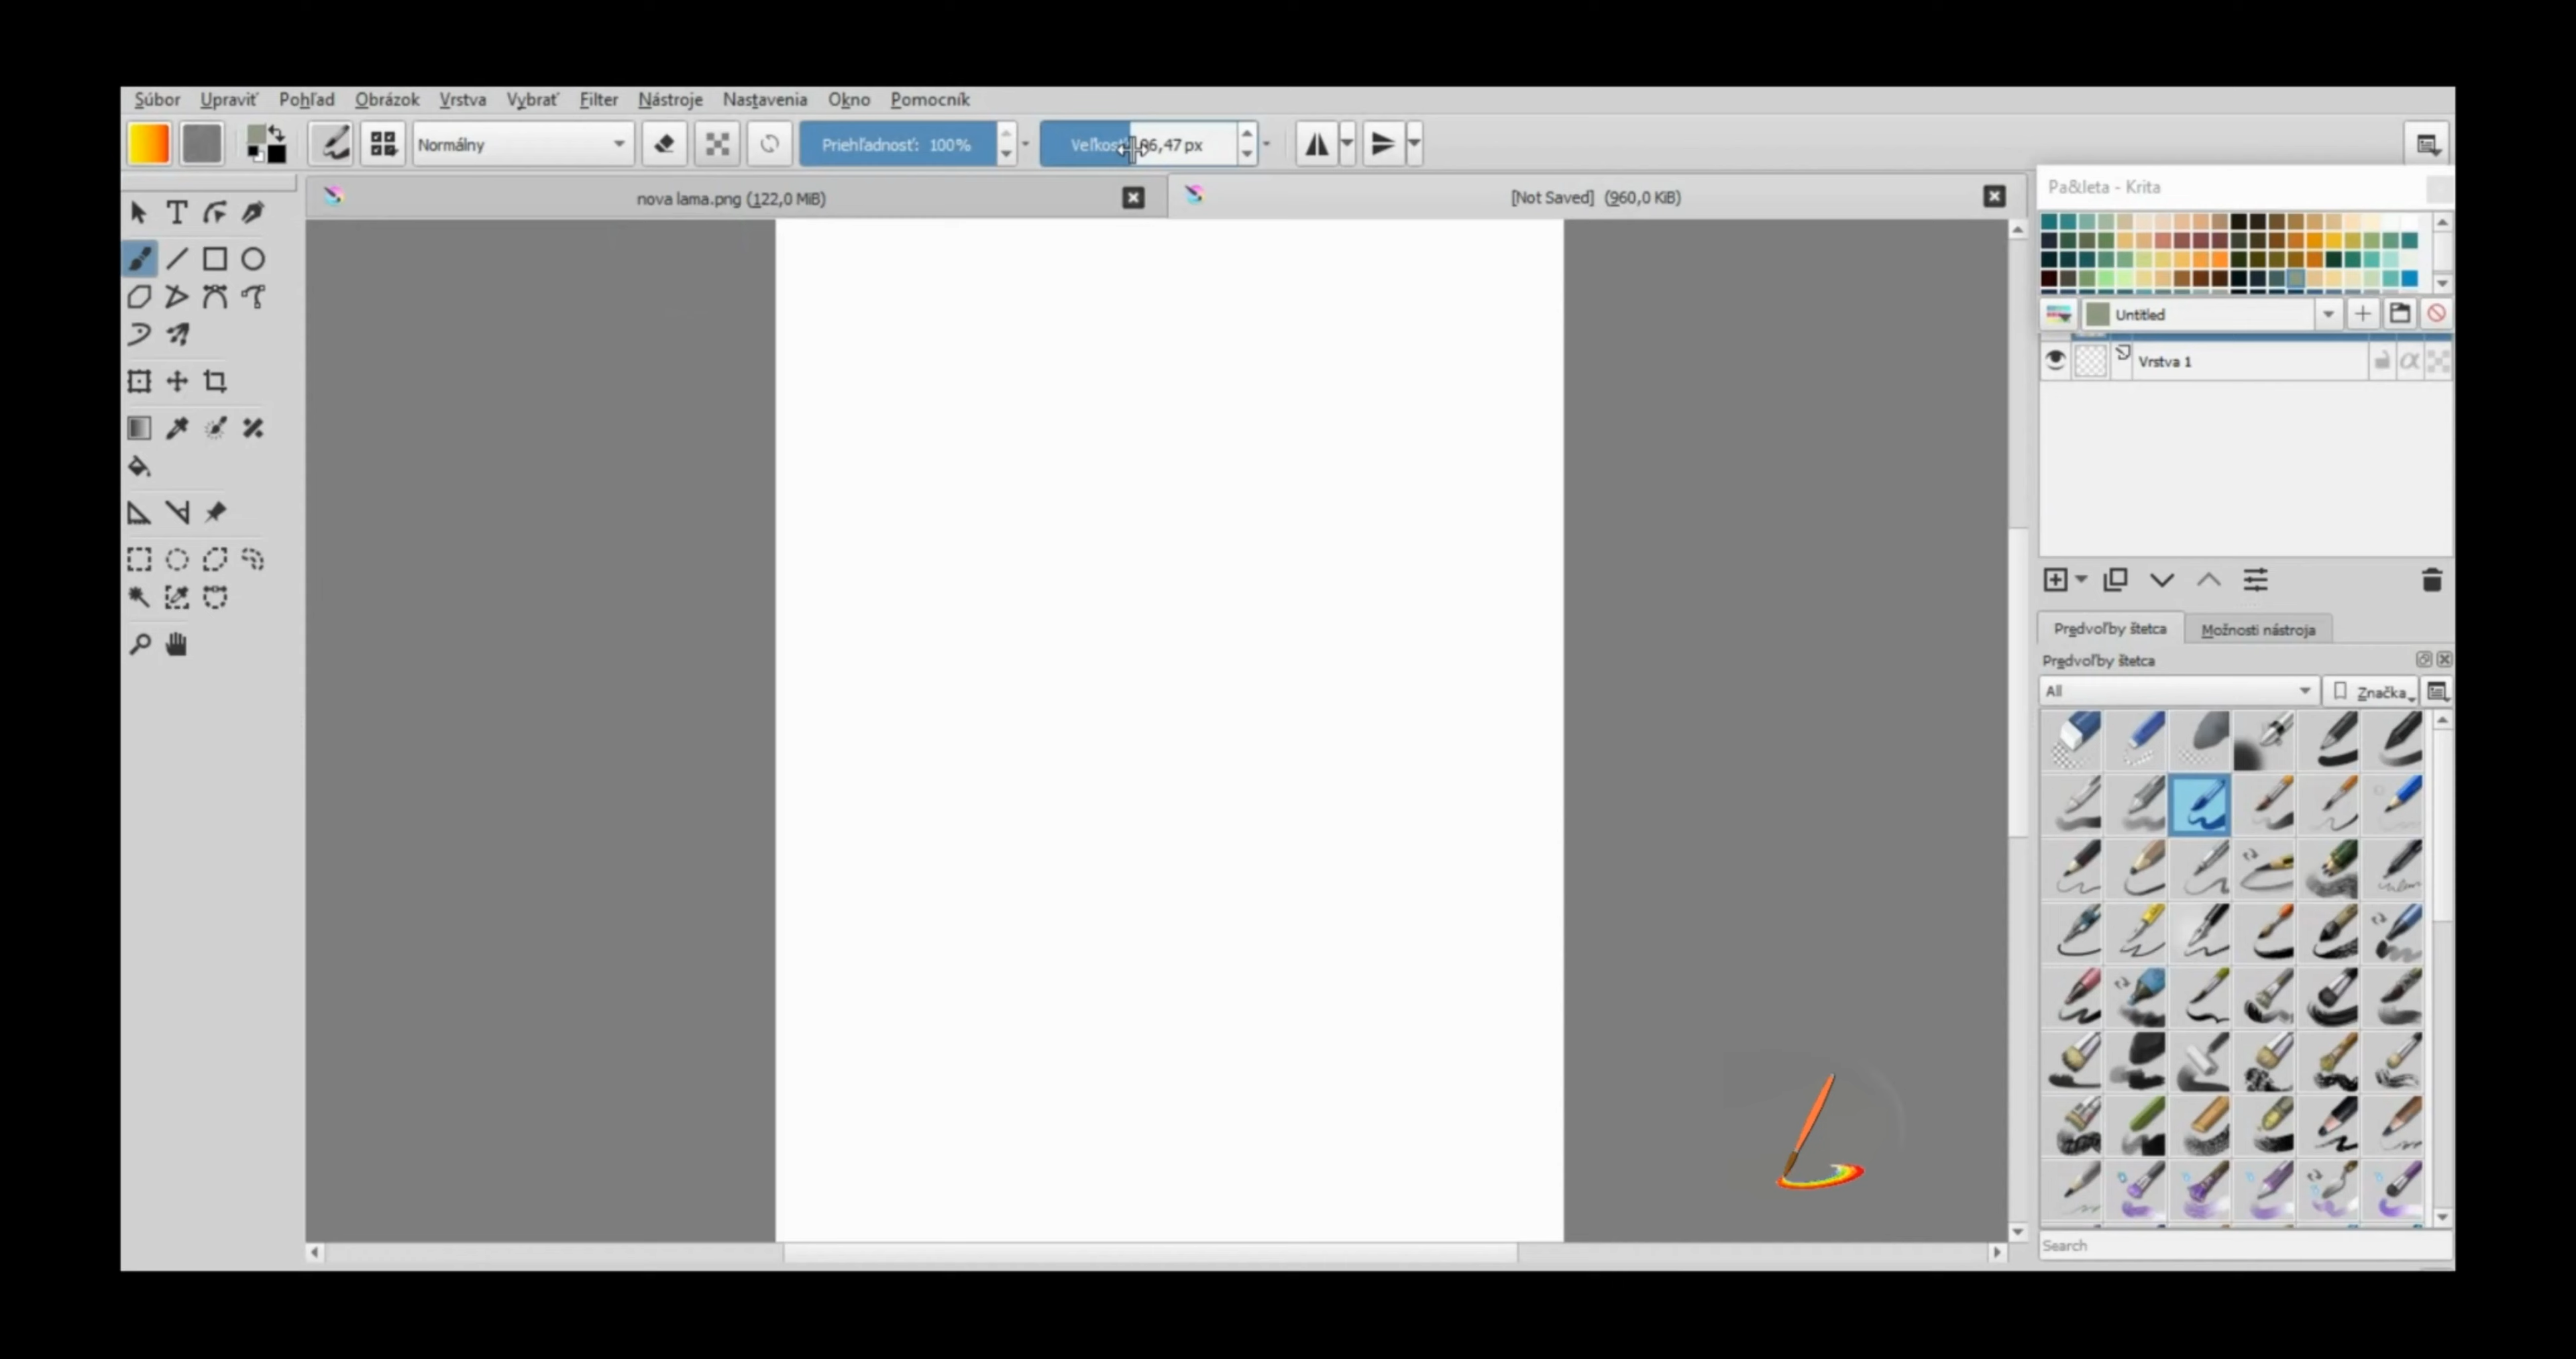 Súbor Upraviť Pohľad Obrázok Vrstva Vybrať Filter Nástroje Nastavenia Okno Pomocník
Normálny Priehľadnosť: 100% px
nova lama.png (122,0 MiB) [Not Saved] (960,0 KiB)
Pa&leta - Krita
Untitled
Vrstva 1
Predvoľby štetca Možnosti nástroja
Predvoľby štetca
All Značka
Search